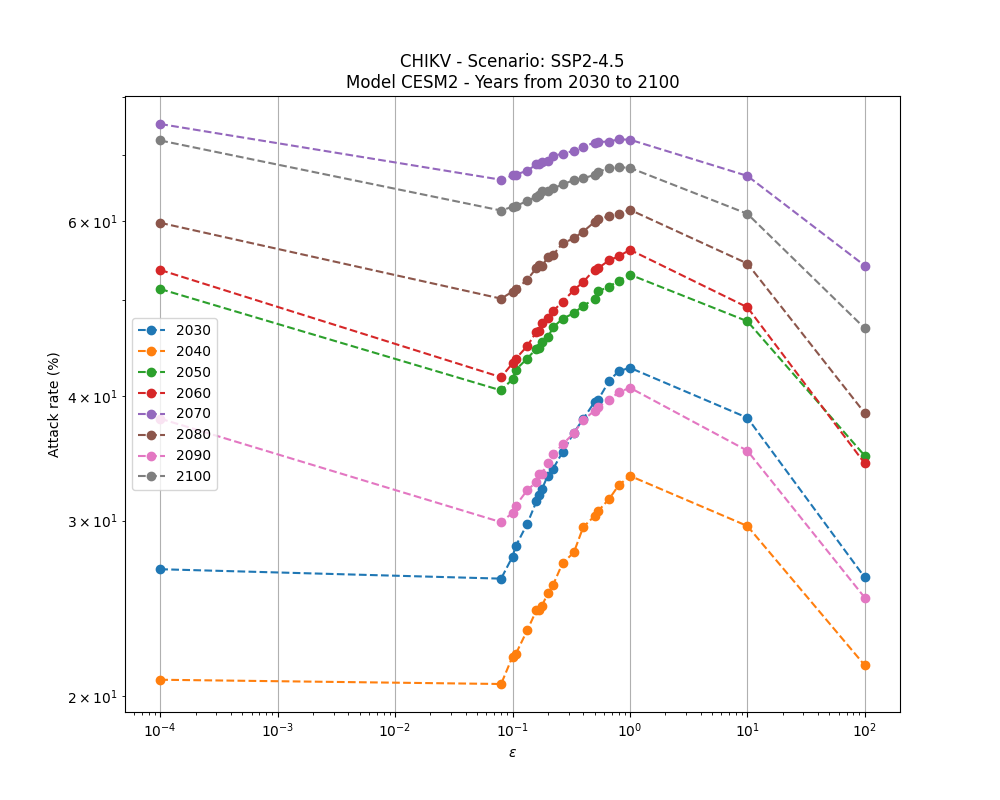 CHIKV - Scenario: SSP2-4.5
Model CESM2 - Years from 2030 to 2100
Attack rate (%)
6 × 10¹
4 × 10¹
3 × 10¹
2 × 10¹
2030
2040
2050
2060
2070
2080
2090
2100
10⁻⁴ 10⁻³ 10⁻² 10⁻¹ 10⁰ 10¹ 10²
ε